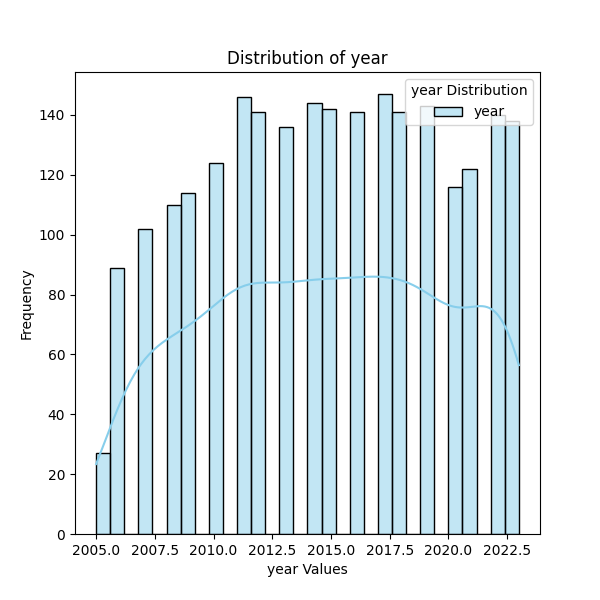 Distribution of year
year Distribution
year
140
120
100
80
60
40
20
0
Frequency
2005.0 2007.5 2010.0 2012.5 2015.0 2017.5 2020.0 2022.5
year Values